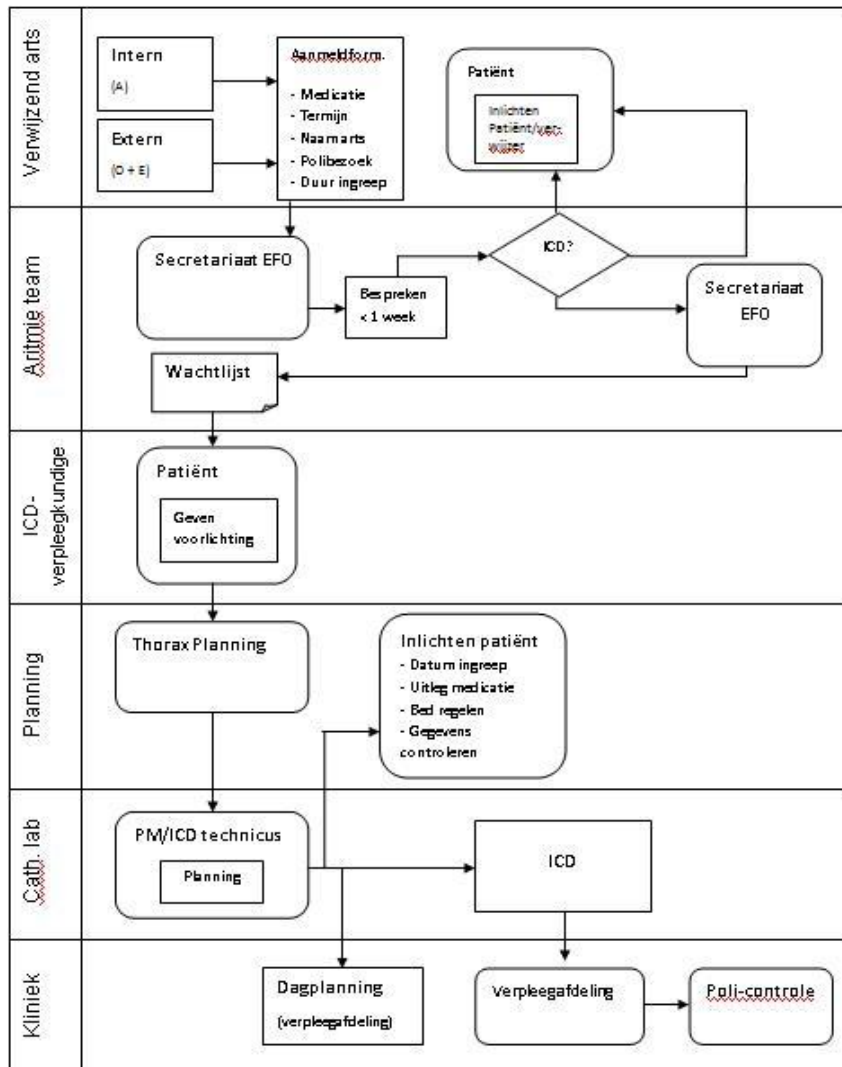 Verwijzend arts
Intern
(A)
Extern
(O + E)
Aanmeldform.
- Medicatie
- Termijn
- Naam arts
- Polibezoek
- Duur ingreep
Patiënt
Inlichten
Patiënt/ver-
wijzer
Aritmie team
Secretariaat EFO
Bespreken
< 1 week
ICD?
Secretariaat
EFO
Wachtlijst
ICD-
verpleegkundige
Patiënt
Geven
voorlichting
Planning
Thorax Planning
Inlichten patiënt
- Datum ingreep
- Uitleg medicatie
- Bed regelen
- Gegevens
controleren
Cath. lab
PM/ICD technicus
Planning
ICD
Kliniek
Dagplanning
(verpleegafdeling)
Verpleegafdeling
Poli-controle